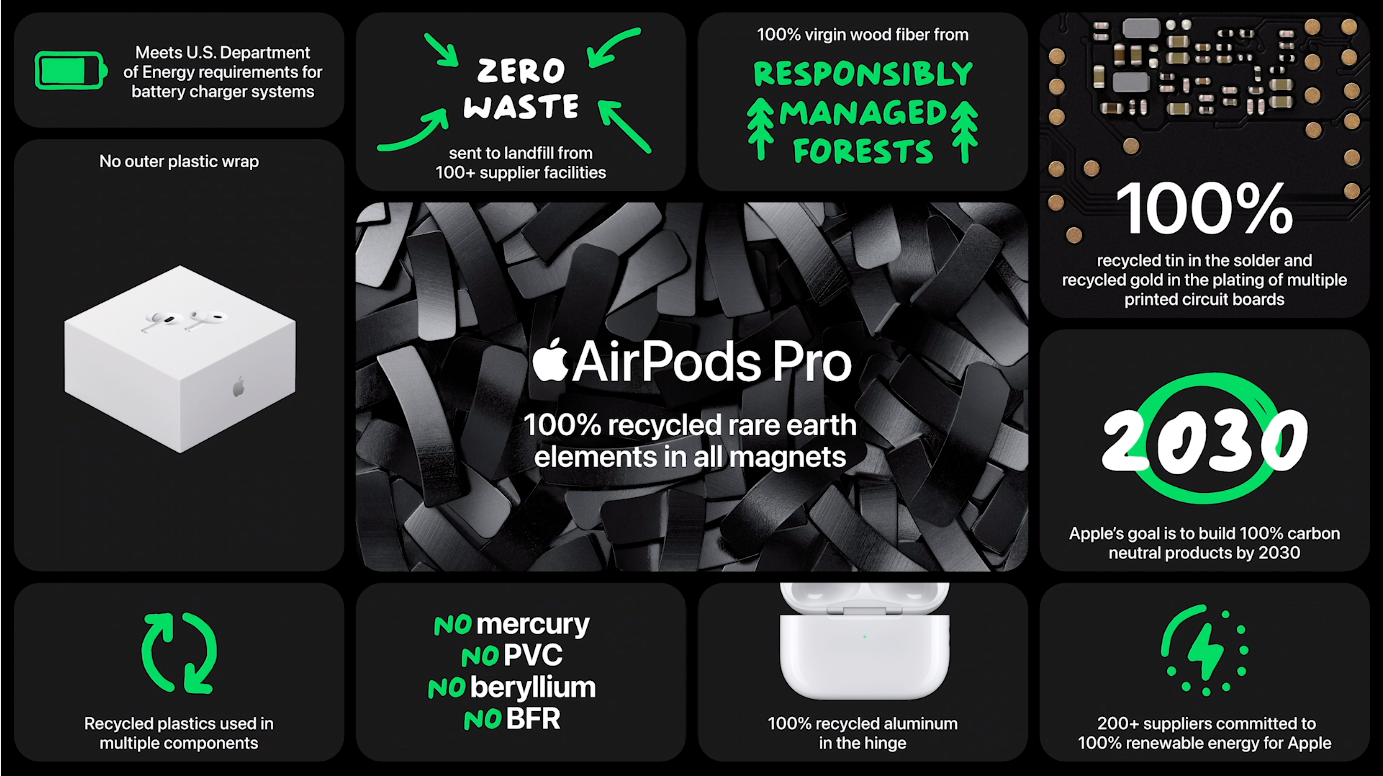 Meets U.S. Department
of Energy requirements for
battery charger systems
ZERO
WASTE
sent to landfill from
100+ supplier facilities
100% virgin wood fiber from
RESPONSIBLY
MANAGED
FORESTS
100%
recycled tin in the solder and
recycled gold in the plating of multiple
printed circuit boards
No outer plastic wrap
AirPods Pro
100% recycled rare earth
elements in all magnets
2030
Apple’s goal is to build 100% carbon
neutral products by 2030
Recycled plastics used in
multiple components
NO mercury
NO PVC
NO beryllium
NO BFR
100% recycled aluminum
in the hinge
200+ suppliers committed to
100% renewable energy for Apple